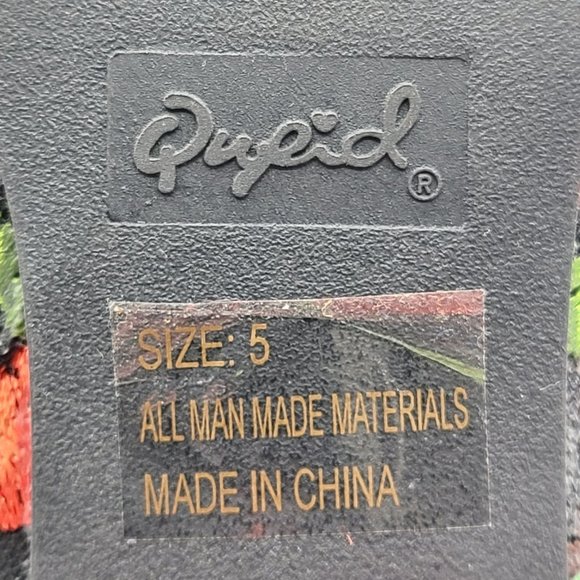 Qupid®
SIZE: 5
ALL MAN MADE MATERIALS
MADE IN CHINA